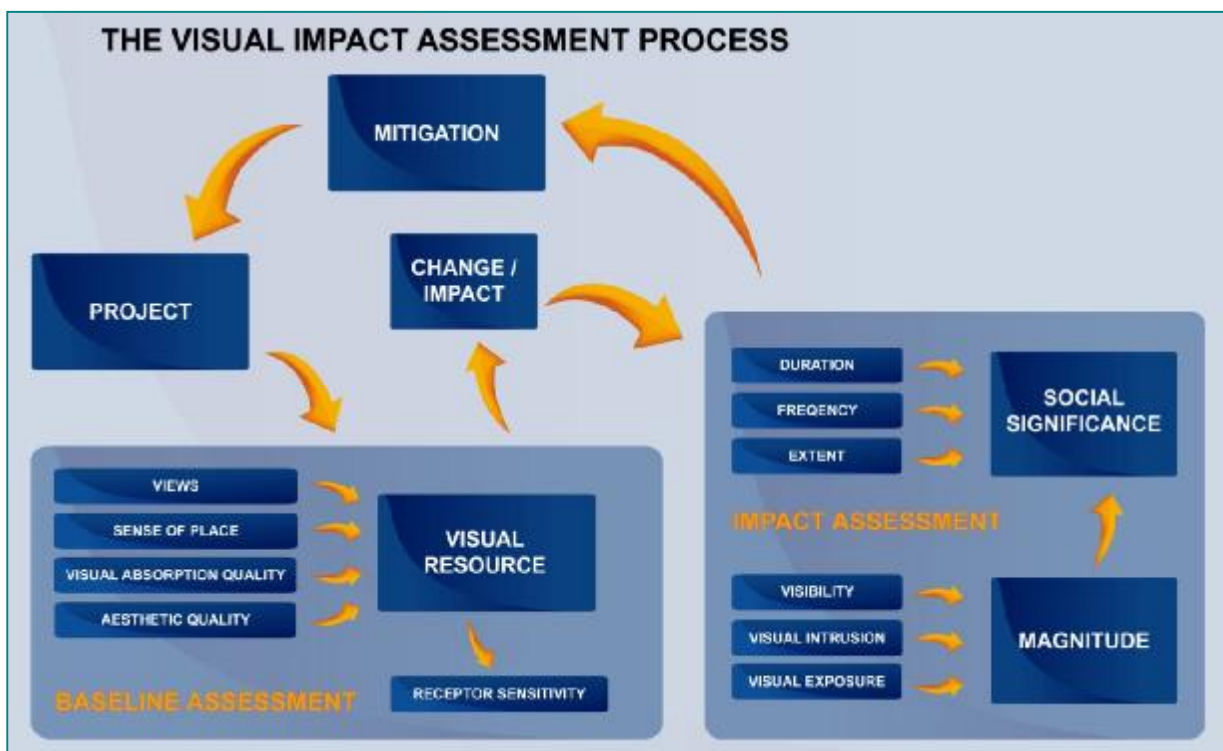 THE VISUAL IMPACT ASSESSMENT PROCESS
MITIGATION
PROJECT
CHANGE /
IMPACT
VIEWS
SENSE OF PLACE
VISUAL ABSORPTION QUALITY
AESTHETIC QUALITY
VISUAL
RESOURCE
RECEPTOR SENSITIVITY
BASELINE ASSESSMENT
DURATION
FREQENCY
EXTENT
SOCIAL
SIGNIFICANCE
IMPACT ASSESSMENT
VISIBILITY
VISUAL INTRUSION
VISUAL EXPOSURE
MAGNITUDE